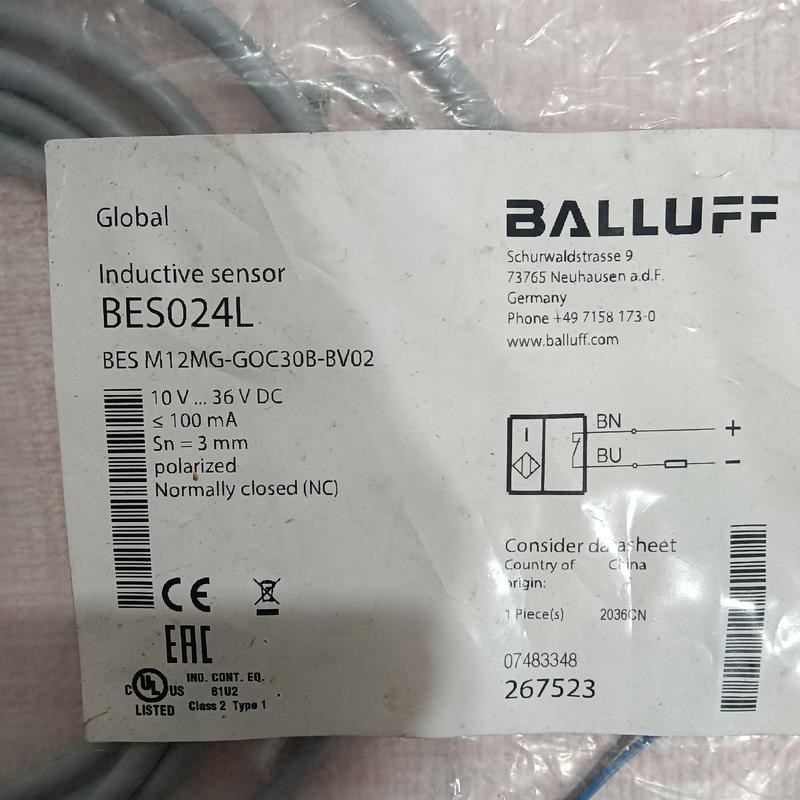 Global
Inductive sensor
BES024L
BES M12MG-GOC30B-BV02
10 V ... 36 V DC
≤ 100 mA
Sn = 3 mm
polarized
Normally closed (NC)
CE
EAC
C UL US
LISTED
IND. CONT. EQ.
81U2
Class 2 Type 1
BALLUFF
Schurwaldstrasse 9
73765 Neuhausen a.d.F.
Germany
Phone +49 7158 173-0
www.balluff.com
I
BN +
BU −
Consider datasheet
Country of China
origin:
1 Piece(s) 2036CN
07483348
267523